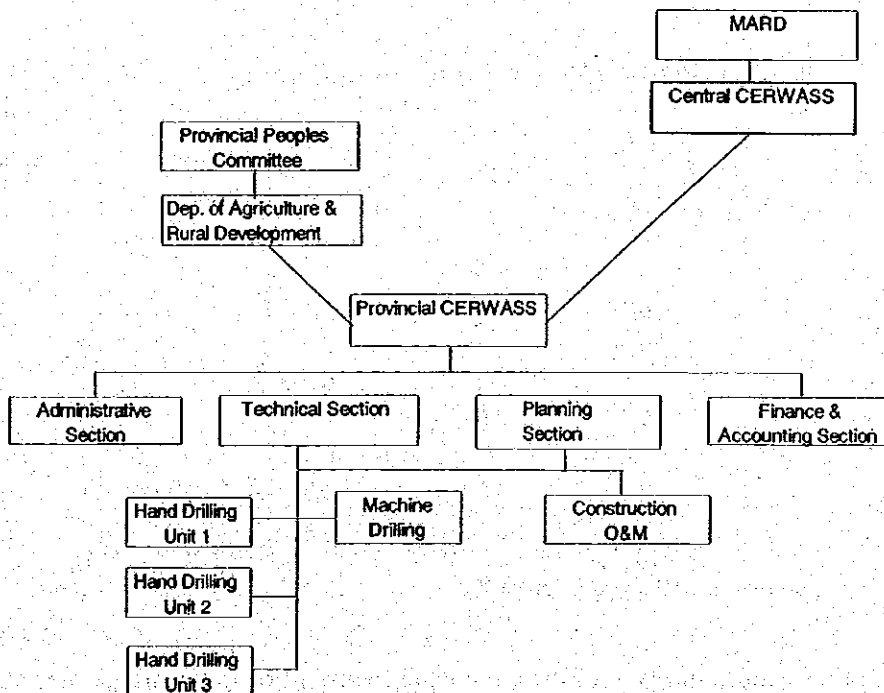 MARD
Central CERWASS
Provincial Peoples
Committee
Dep. of Agriculture &
Rural Development
Provincial CERWASS
Administrative
Section
Technical Section
Planning
Section
Finance &
Accounting Section
Hand Drilling
Unit 1
Machine
Drilling
Construction
O&M
Hand Drilling
Unit 2
Hand Drilling
Unit 3